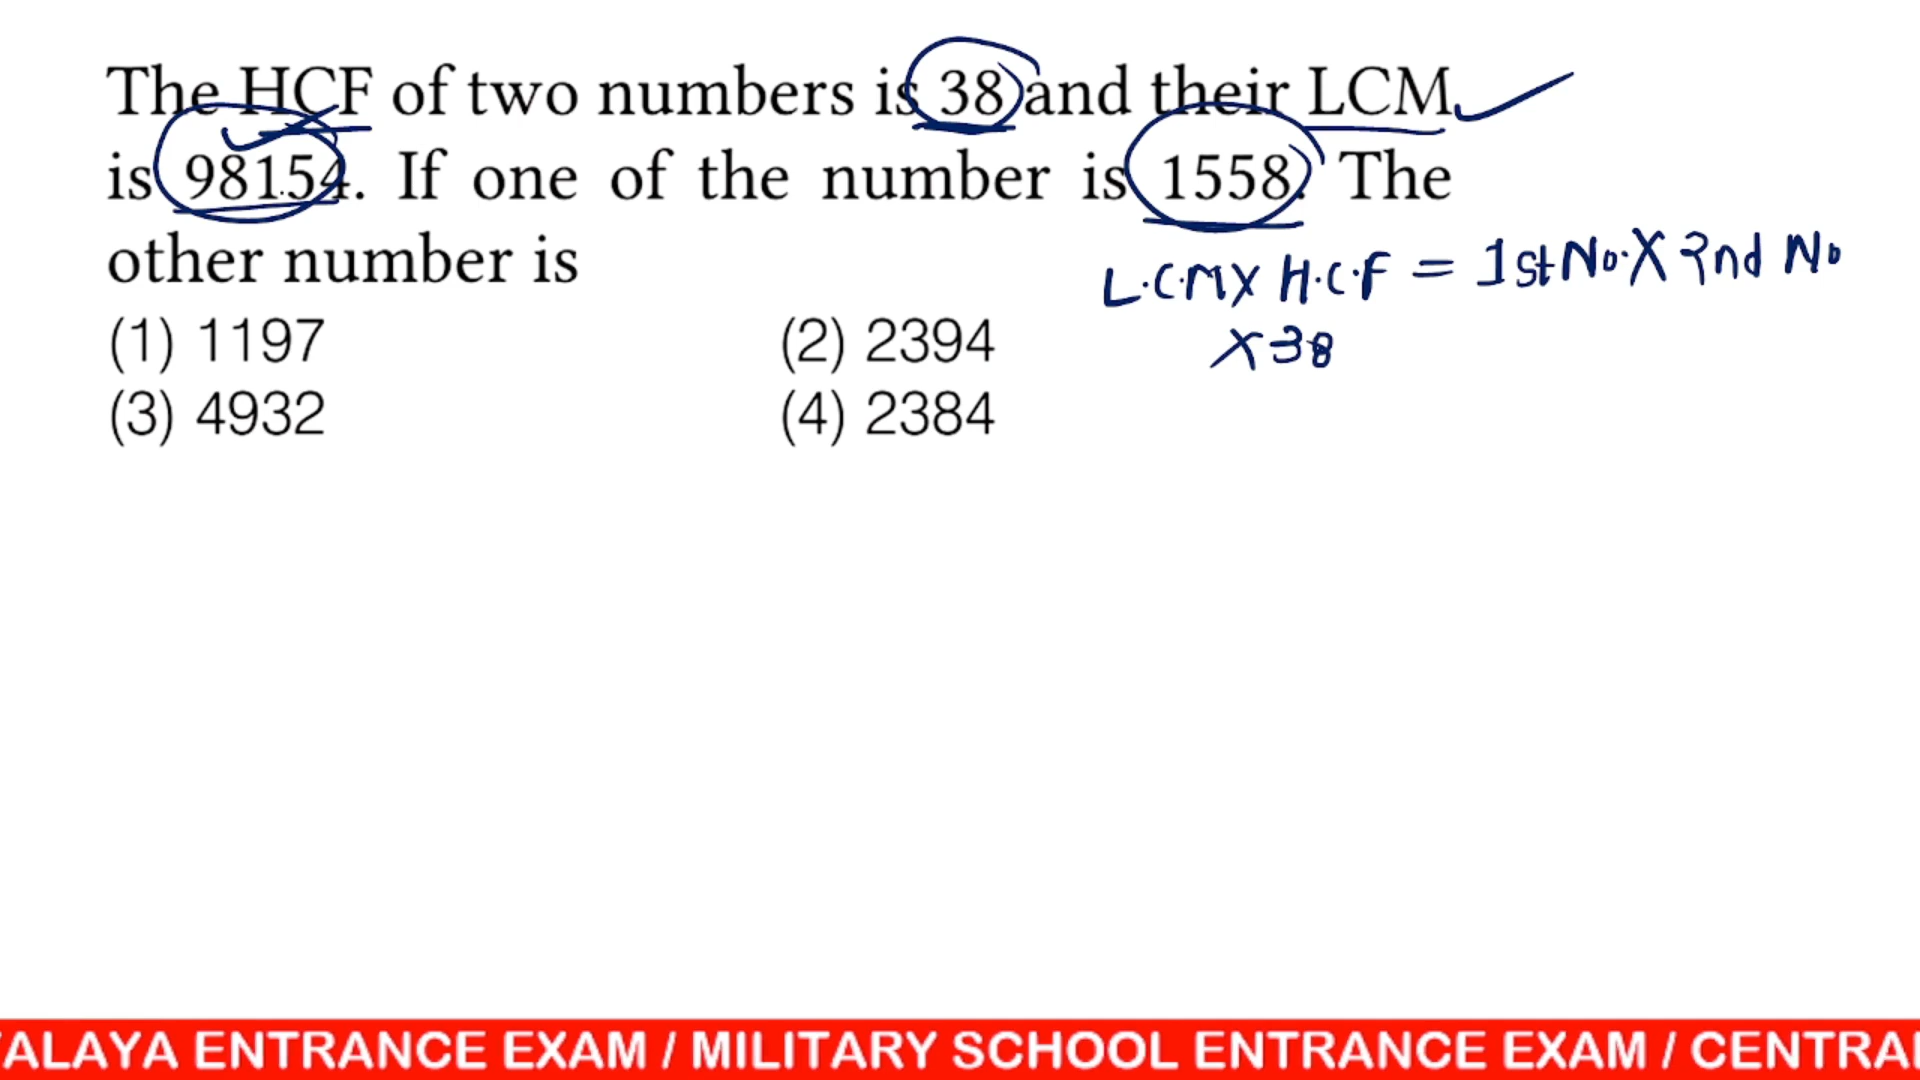 The HCF of two numbers is 38 and their LCM
is 98154. If one of the number is 1558. The
other number is
L.C.M X H.C.F = 1st No. X 2nd No
X 38
(1) 1197 (2) 2394
(3) 4932 (4) 2384
YALAYA ENTRANCE EXAM / MILITARY SCHOOL ENTRANCE EXAM / CENTRAL